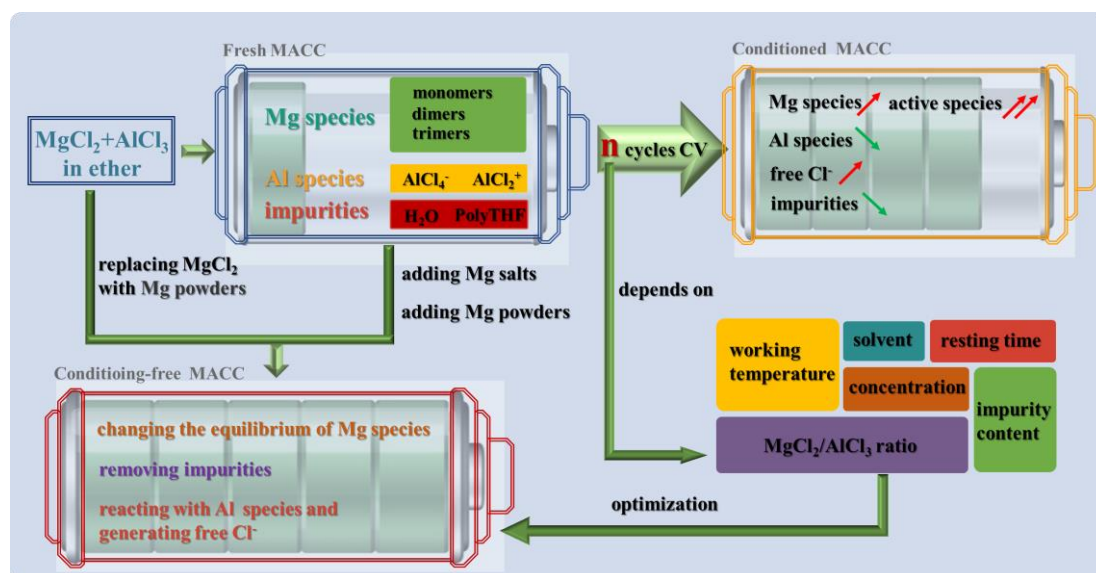 Fresh MACC
Mg species
monomers
dimers
trimers
Al species
AlCl₄⁻ AlCl₂⁺
impurities
H₂O PolyTHF
MgCl₂+AlCl₃
in ether
n cycles CV
Conditioned MACC
Mg species
active species
Al species
free Cl⁻
impurities
replacing MgCl₂
with Mg powders
adding Mg salts
adding Mg powders
depends on
working
temperature
solvent
resting time
concentration
impurity
content
MgCl₂/AlCl₃ ratio
optimization
Conditioing-free MACC
changing the equilibrium of Mg species
removing impurities
reacting with Al species and
generating free Cl⁻